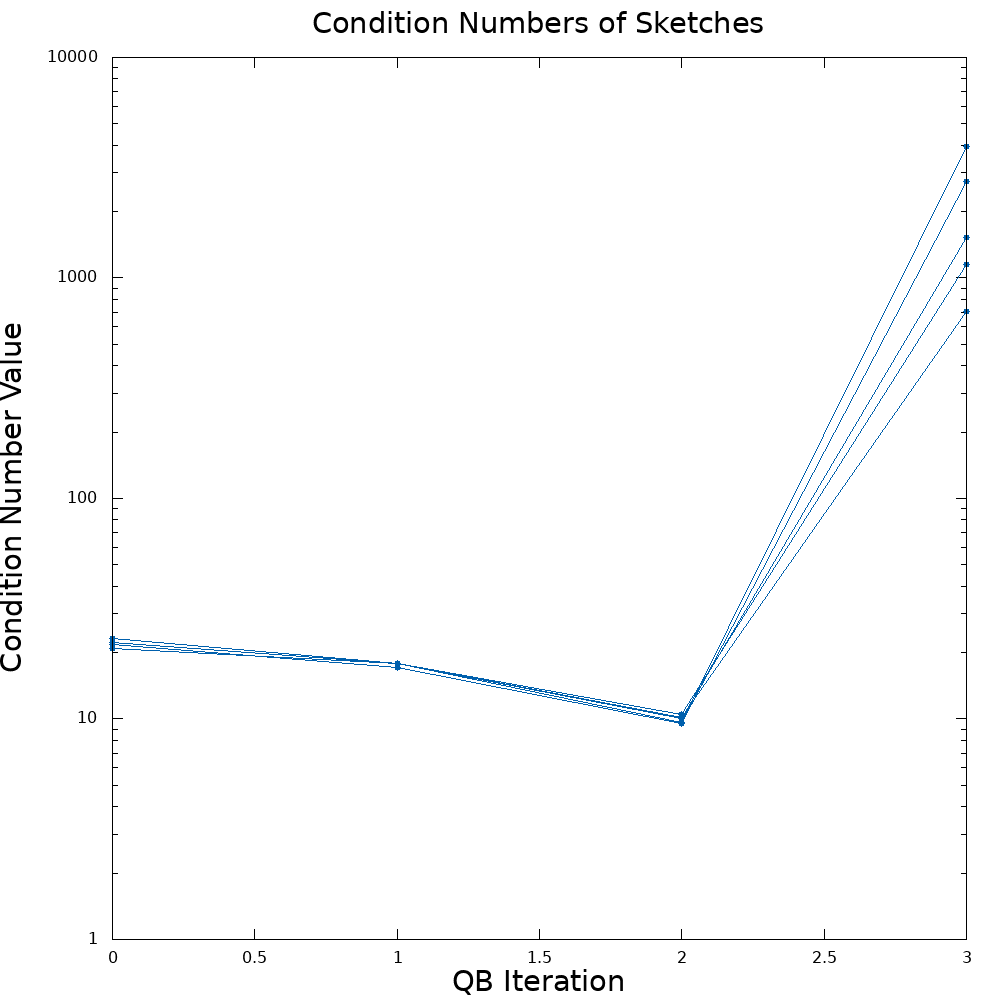 Condition Numbers of Sketches
10000
1000
100
10
1
Condition Number Value
0 0.5 1 1.5 2 2.5 3
QB Iteration